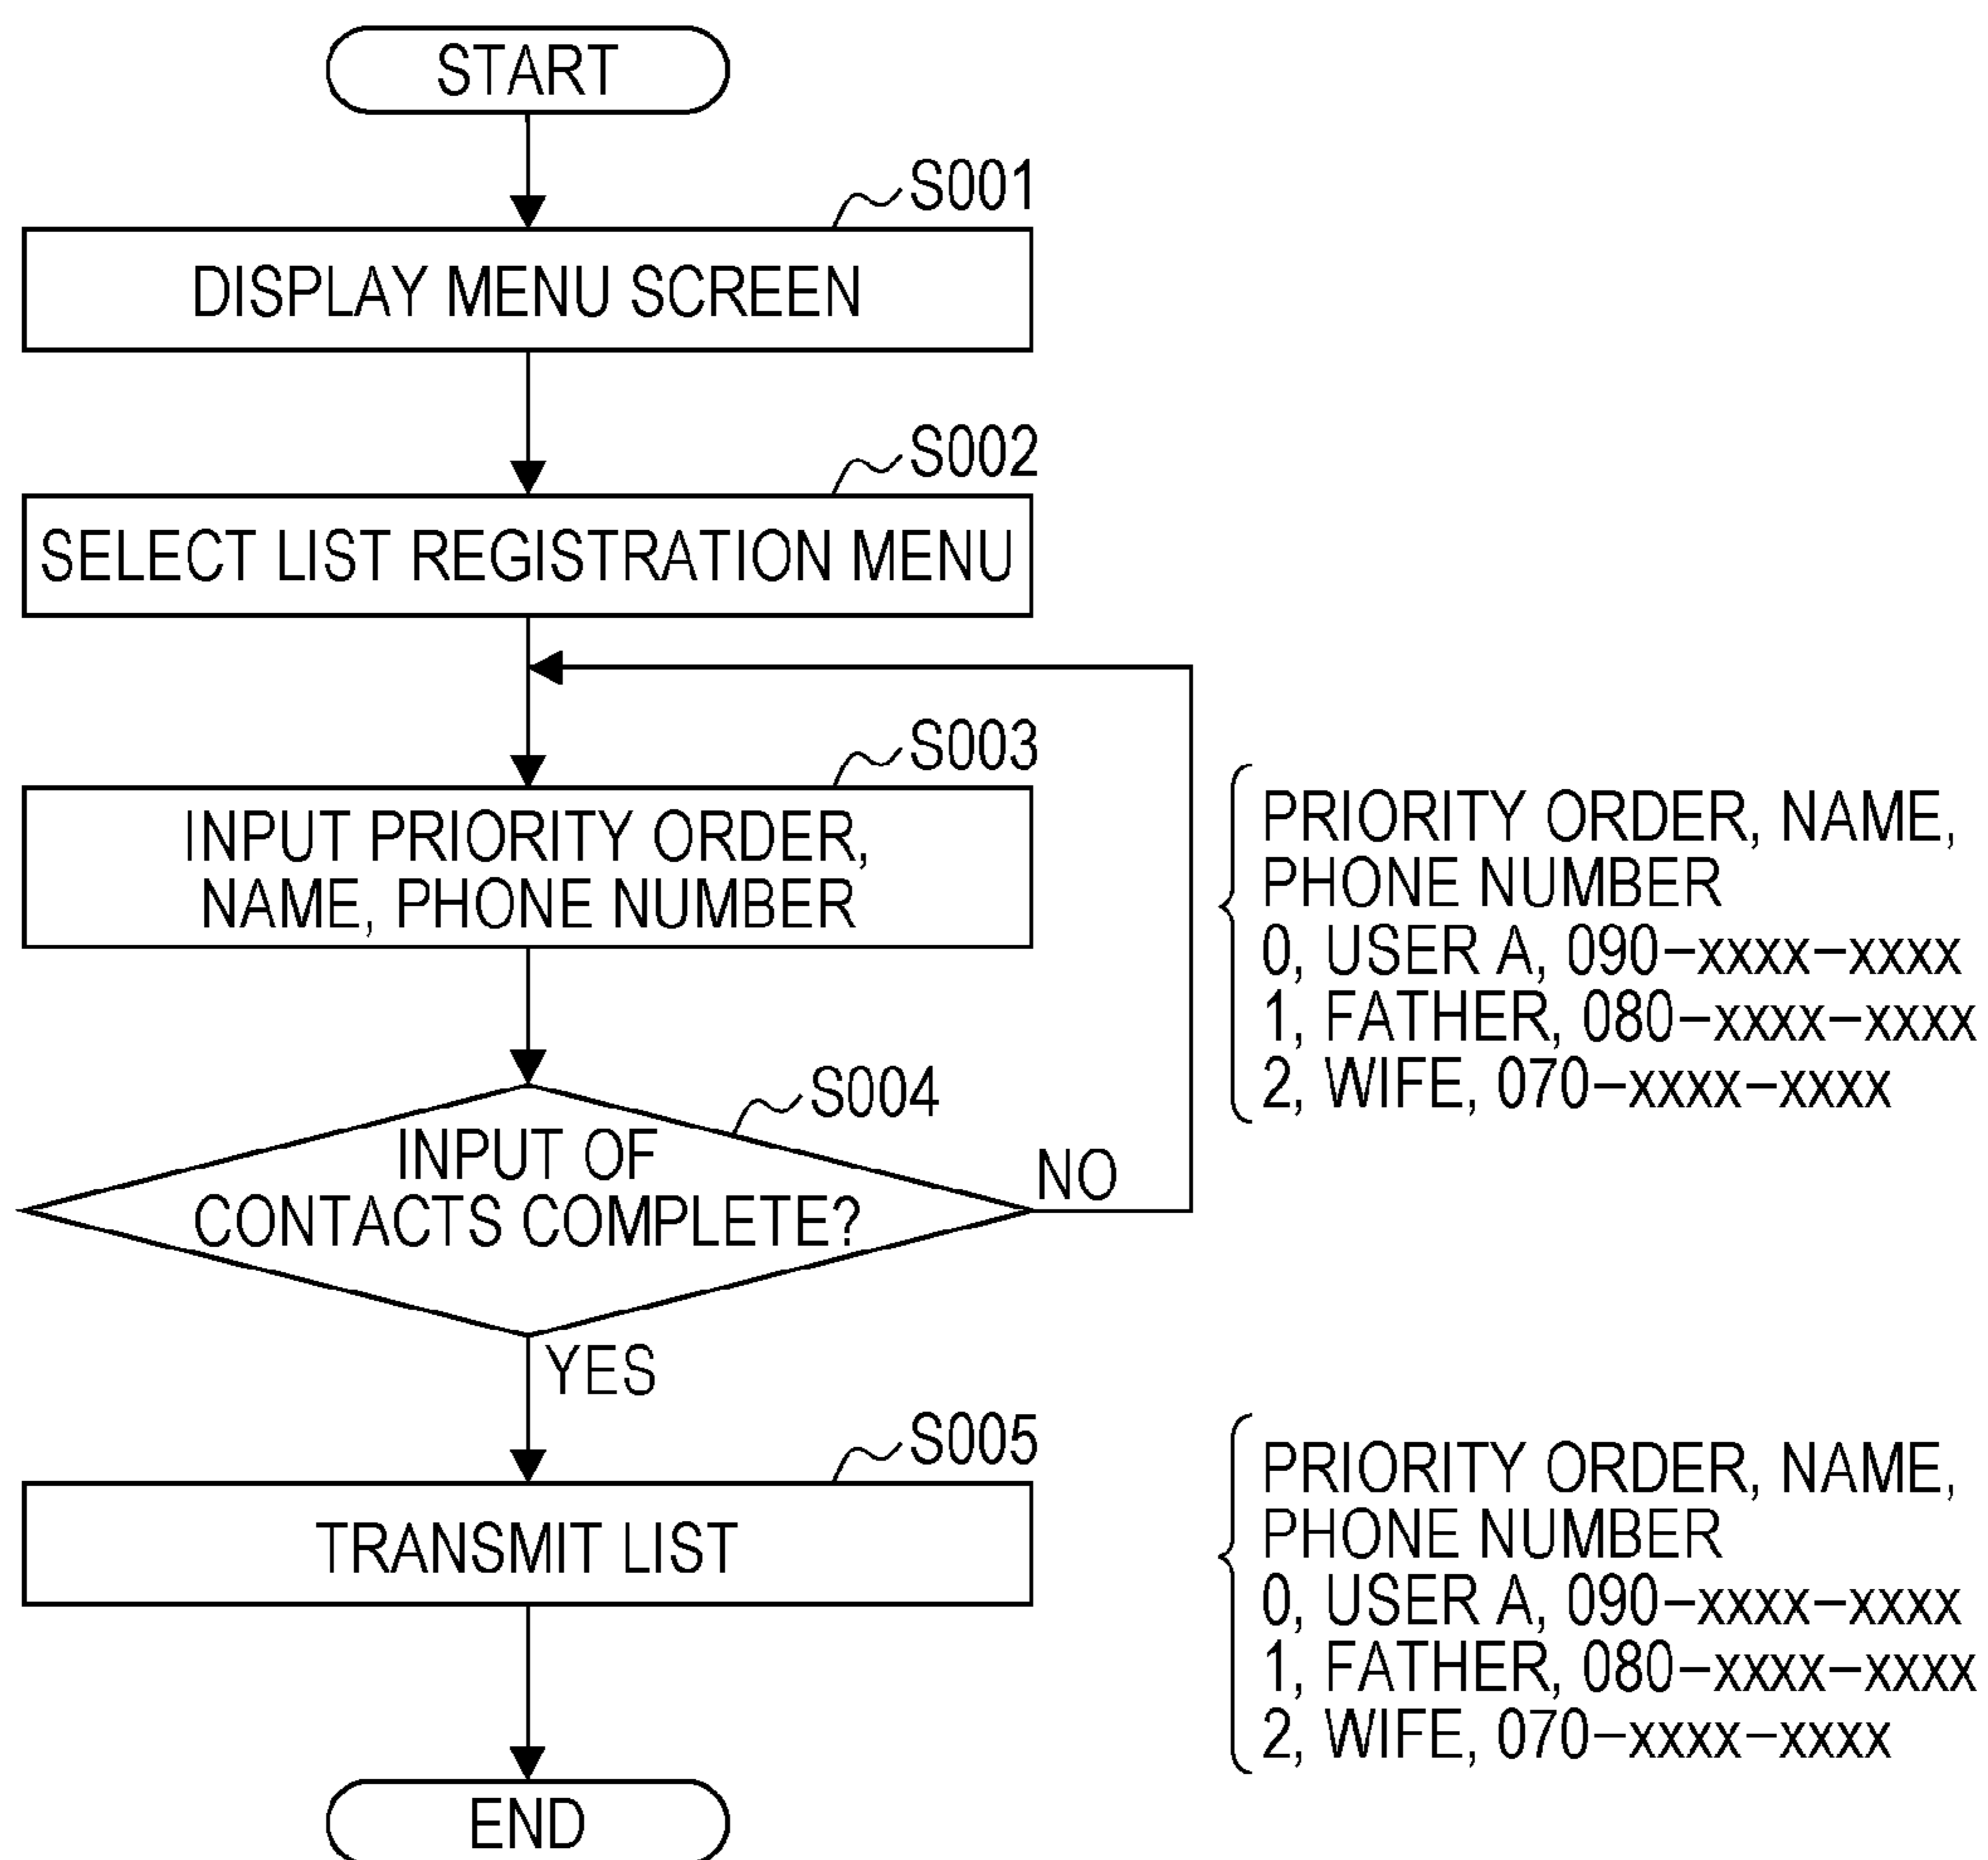 START
S001
DISPLAY MENU SCREEN
S002
SELECT LIST REGISTRATION MENU
S003
INPUT PRIORITY ORDER,
NAME, PHONE NUMBER
PRIORITY ORDER, NAME,
PHONE NUMBER
0, USER A, 090-xxxx-xxxx
1, FATHER, 080-xxxx-xxxx
2, WIFE, 070-xxxx-xxxx
S004
INPUT OF
CONTACTS COMPLETE?
NO
YES
S005
TRANSMIT LIST
PRIORITY ORDER, NAME,
PHONE NUMBER
0, USER A, 090-xxxx-xxxx
1, FATHER, 080-xxxx-xxxx
2, WIFE, 070-xxxx-xxxx
END